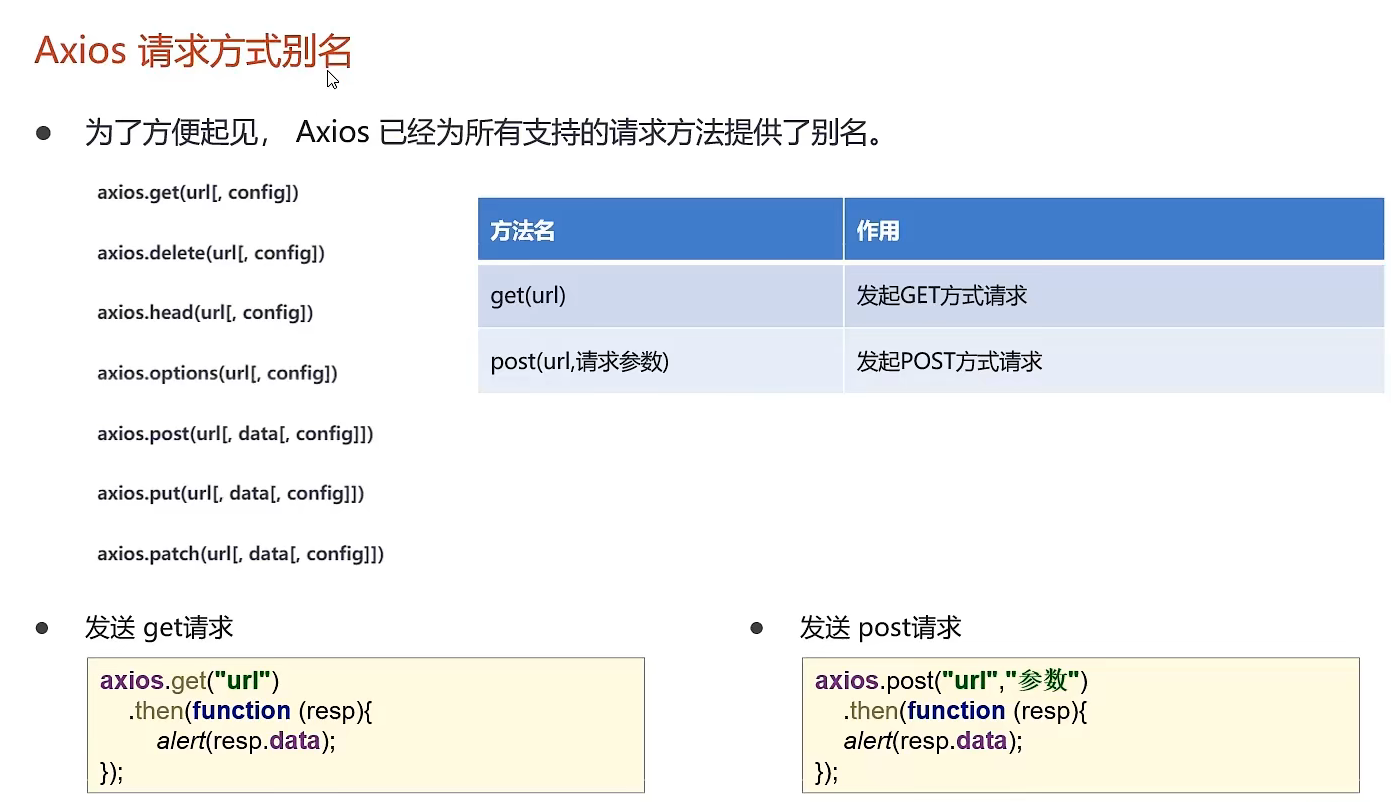 Axios 请求方式别名
● 为了方便起见， Axios 已经为所有支持的请求方法提供了别名。
axios.get(url[, config])
axios.delete(url[, config])
axios.head(url[, config])
axios.options(url[, config])
axios.post(url[, data[, config]])
axios.put(url[, data[, config]])
axios.patch(url[, data[, config]])
方法名 作用
get(url) 发起GET方式请求
post(url,请求参数) 发起POST方式请求
● 发送 get请求
axios.get("url")
.then(function (resp){
alert(resp.data);
});
● 发送 post请求
axios.post("url","参数")
.then(function (resp){
alert(resp.data);
});